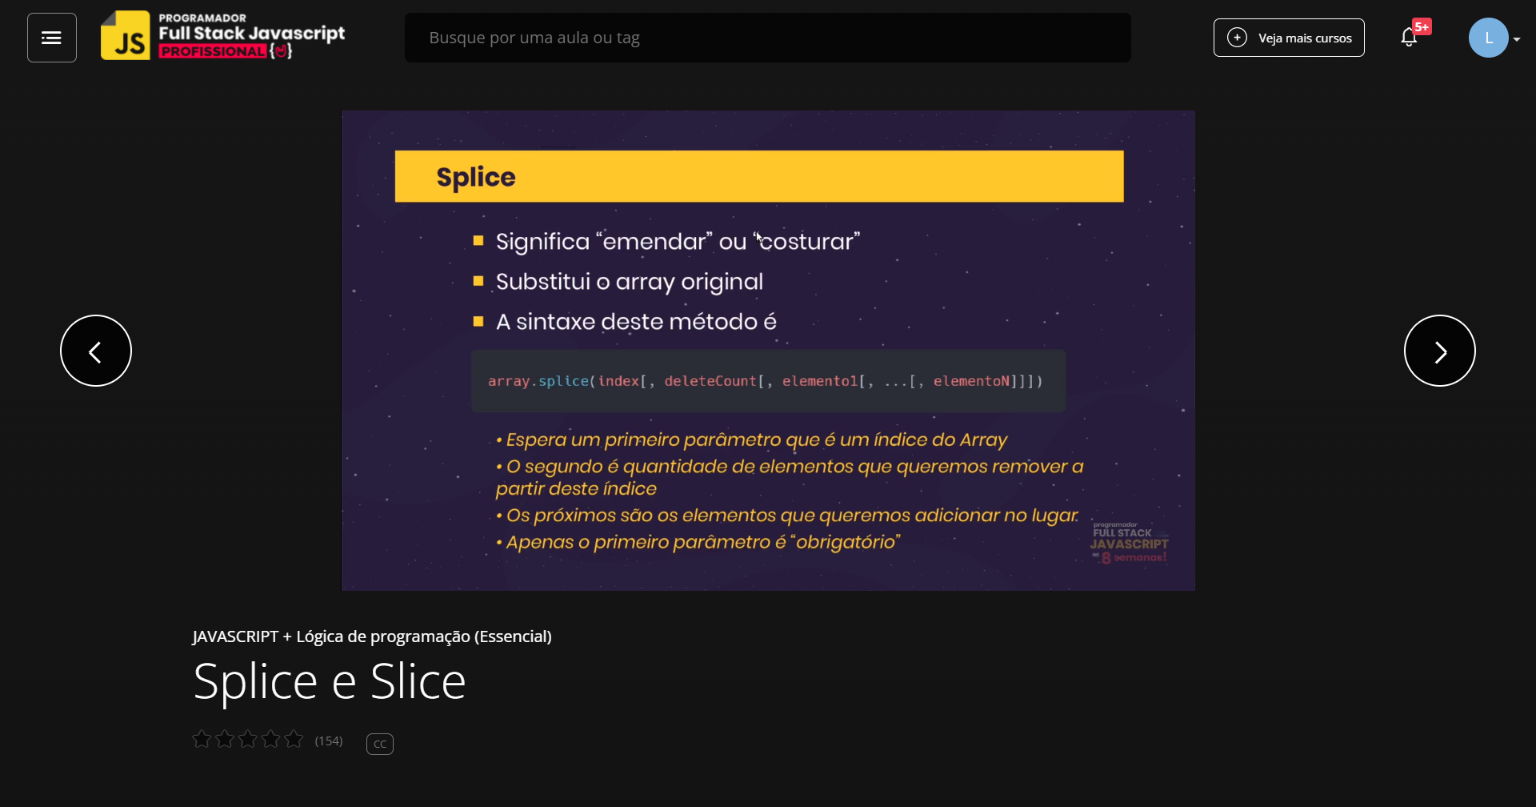 JS
PROGRAMADOR
Full Stack Javascript
PROFISSIONAL
Busque por uma aula ou tag
Veja mais cursos
5+
L
Splice
Significa “emendar” ou “costurar”
Substitui o array original
A sintaxe deste método é
array.splice(index[, deleteCount[, elemento1[, ...[, elementoN]]])
• Espera um primeiro parâmetro que é um índice do Array
• O segundo é quantidade de elementos que queremos remover a
partir deste índice
• Os próximos são os elementos que queremos adicionar no lugar.
• Apenas o primeiro parâmetro é “obrigatório”
programador
FULL STACK
JAVASCRIPT
8 semanas!
JAVASCRIPT + Lógica de programação (Essencial)
Splice e Slice
(154)
CC